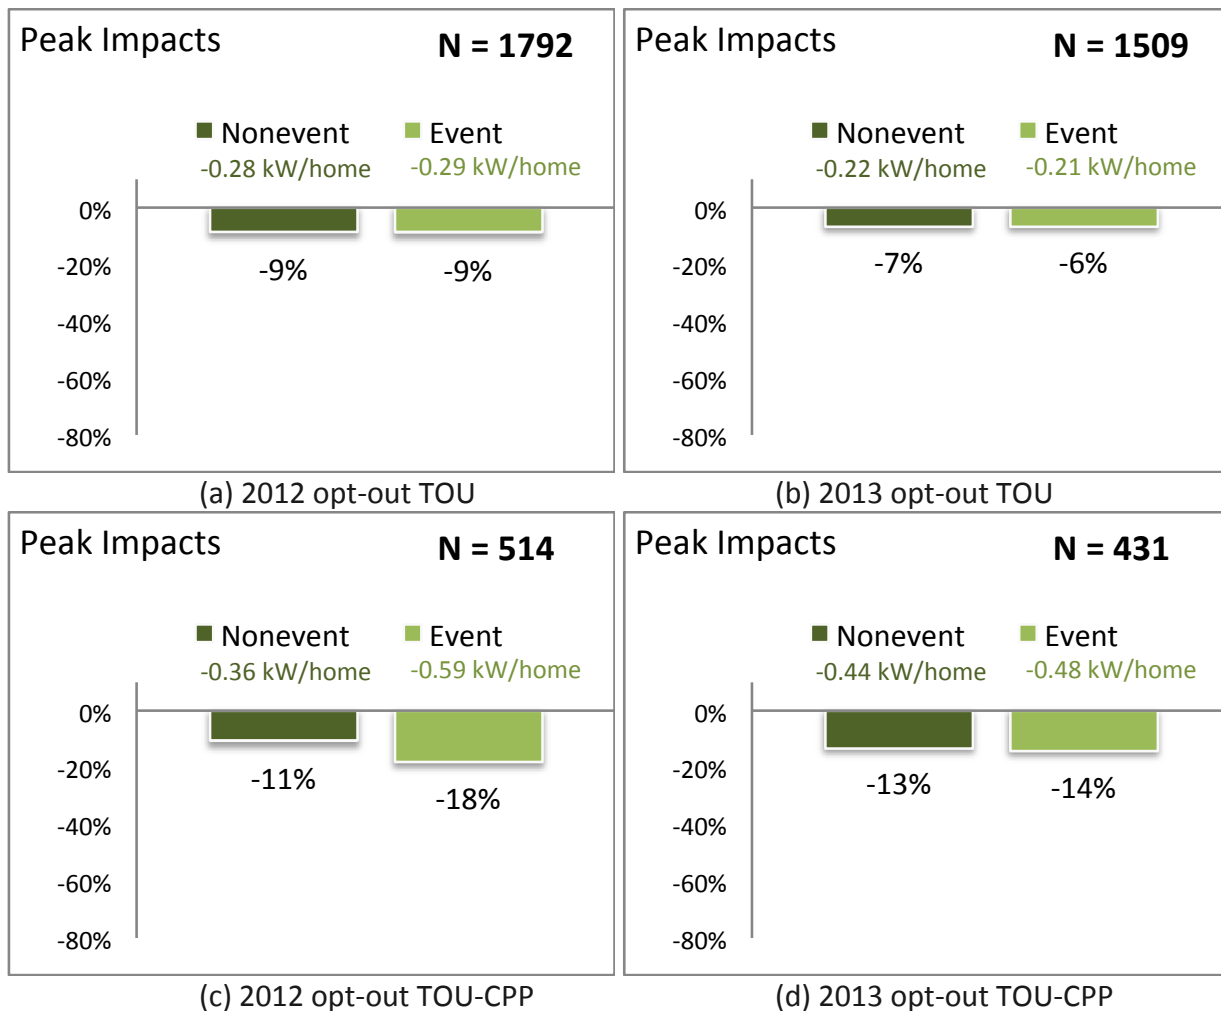 Peak Impacts
N = 1792
Nonevent
Event
-0.28 kW/home
-0.29 kW/home
0%
-20%
-40%
-60%
-80%
-9%
-9%
(a) 2012 opt-out TOU
Peak Impacts
N = 1509
Nonevent
Event
-0.22 kW/home
-0.21 kW/home
0%
-20%
-40%
-60%
-80%
-7%
-6%
(b) 2013 opt-out TOU
Peak Impacts
N = 514
Nonevent
Event
-0.36 kW/home
-0.59 kW/home
0%
-20%
-40%
-60%
-80%
-11%
-18%
(c) 2012 opt-out TOU-CPP
Peak Impacts
N = 431
Nonevent
Event
-0.44 kW/home
-0.48 kW/home
0%
-20%
-40%
-60%
-80%
-13%
-14%
(d) 2013 opt-out TOU-CPP